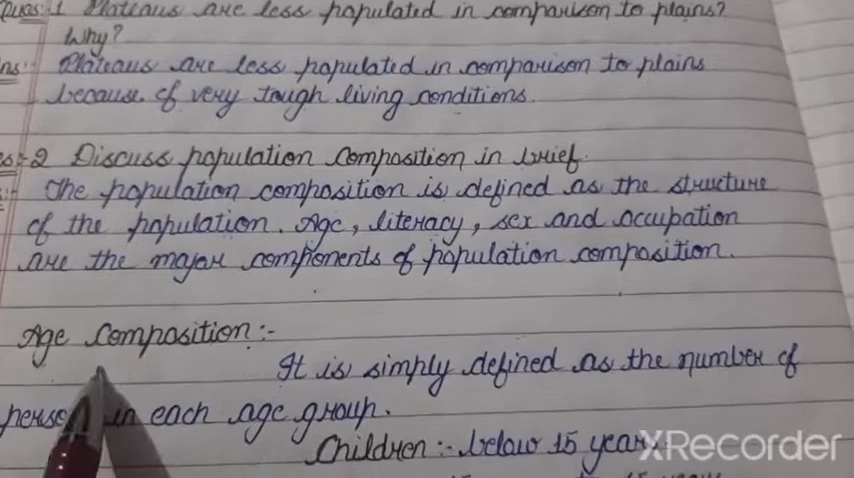 Ques:-1 Plateaus are less populated in comparison to plains?
Why?
Ans:- Plateaus are less populated in comparison to plains
because of very tough living conditions.
2 Discuss population composition in brief.
The population composition is defined as the structure
of the population. Age, literacy, sex and occupation
are the major components of population composition.
Age composition:-
It is simply defined as the number of
person in each age group.
Children:- below 15 years
XRecorder
15 years